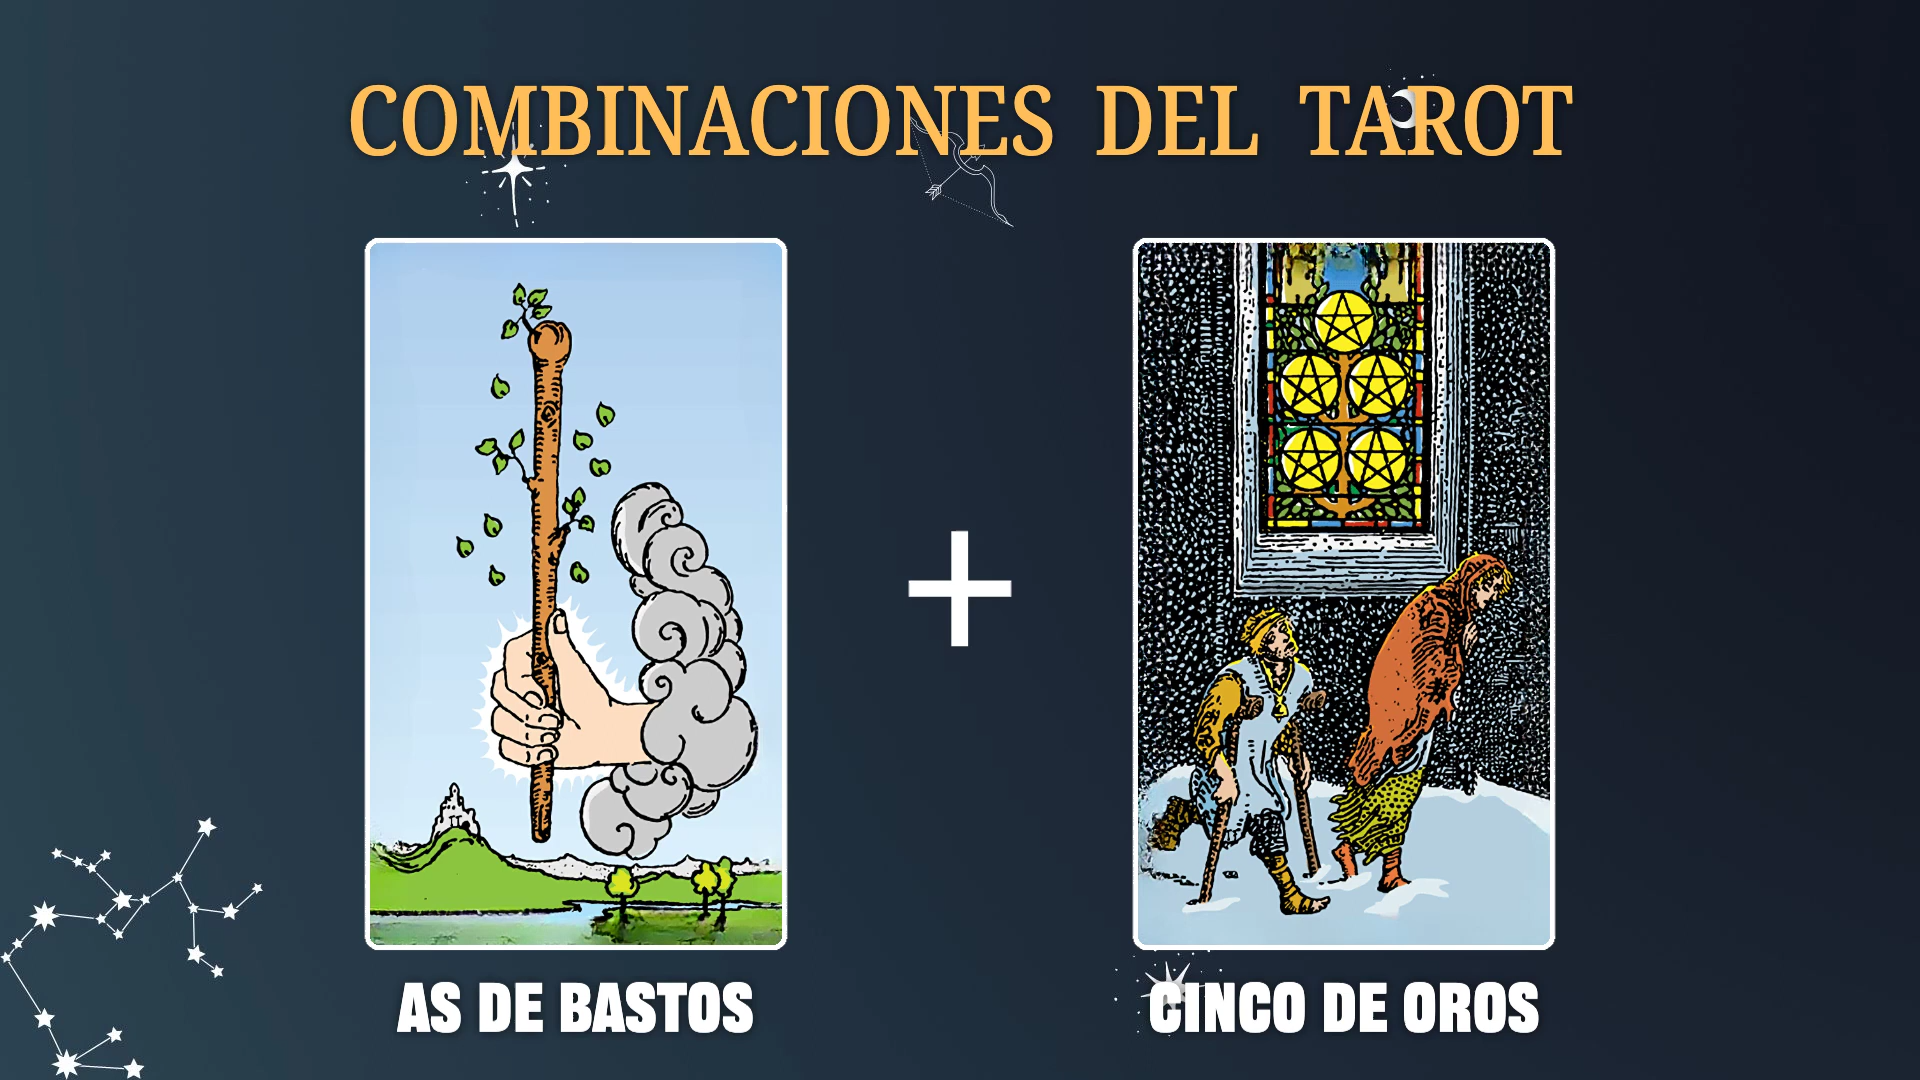 COMBINACIONES DEL TAROT
+
AS DE BASTOS
CINCO DE OROS